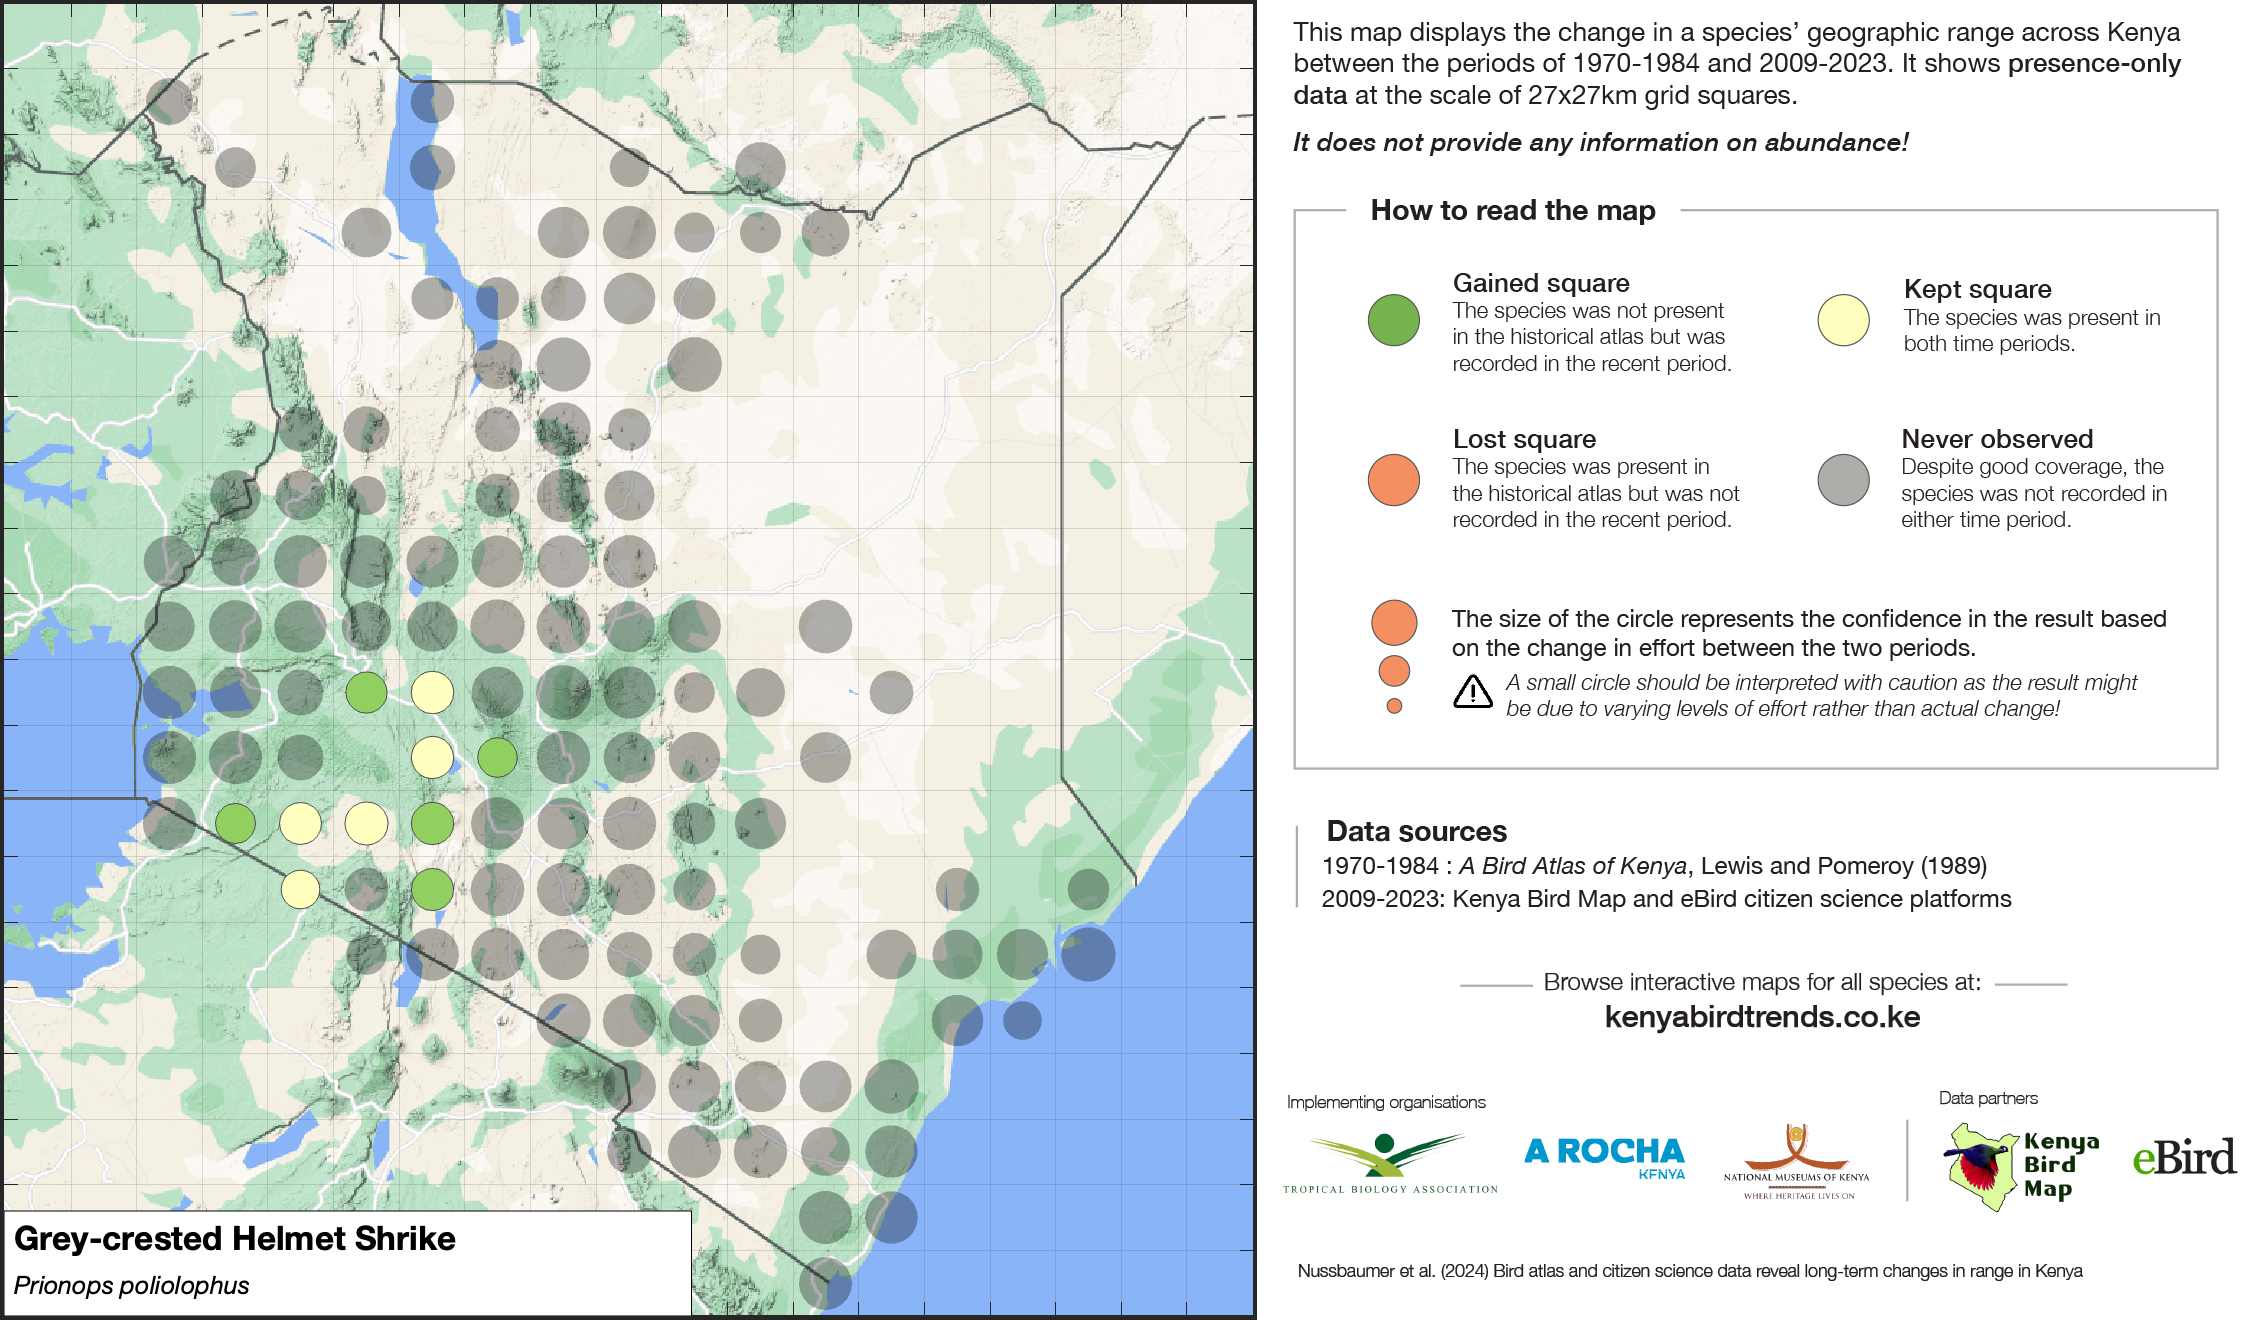 This map displays the change in a species’ geographic range across Kenya
between the periods of 1970-1984 and 2009-2023. It shows presence-only
data at the scale of 27x27km grid squares.
It does not provide any information on abundance!
How to read the map
Gained square
The species was not present
in the historical atlas but was
recorded in the recent period.
Kept square
The species was present in
both time periods.
Lost square
The species was present in
the historical atlas but was not
recorded in the recent period.
Never observed
Despite good coverage, the
species was not recorded in
either time period.
The size of the circle represents the confidence in the result based
on the change in effort between the two periods.
A small circle should be interpreted with caution as the result might
be due to varying levels of effort rather than actual change!
Data sources
1970-1984 : A Bird Atlas of Kenya, Lewis and Pomeroy (1989)
2009-2023: Kenya Bird Map and eBird citizen science platforms
Browse interactive maps for all species at:
kenyabirdtrends.co.ke
Implementing organisations
Data partners
TROPICAL BIOLOGY ASSOCIATION
A ROCHA
KENYA
NATIONAL MUSEUMS OF KENYA
WHERE HERITAGE LIVES ON
Kenya
Bird
Map
eBird
Nussbaumer et al. (2024) Bird atlas and citizen science data reveal long-term changes in range in Kenya
Grey-crested Helmet Shrike
Prionops poliolophus